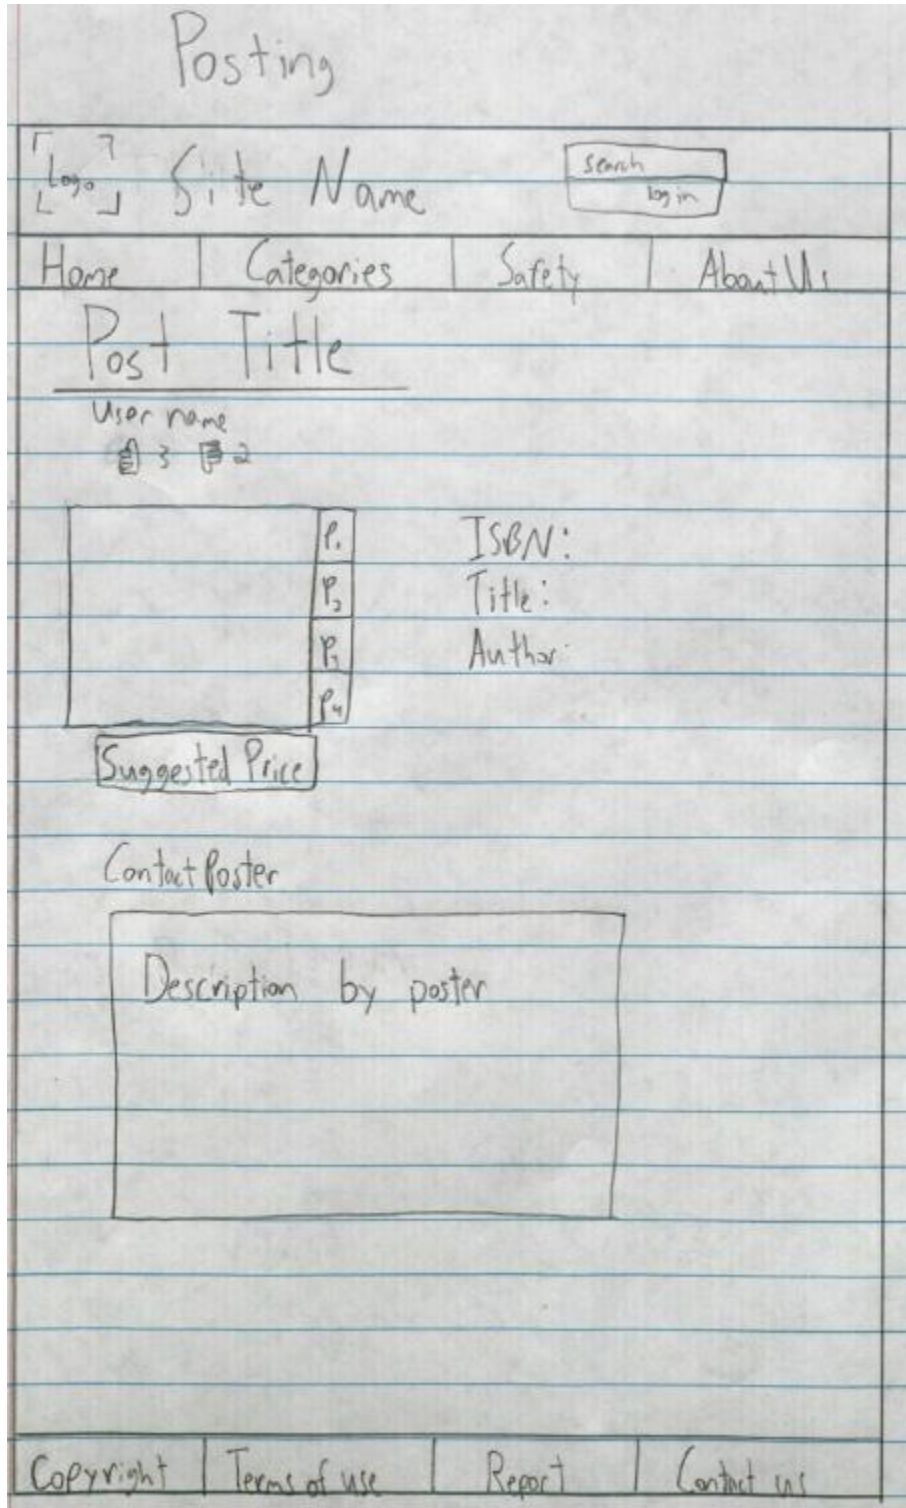 Posting
Logo Site Name
search
log in
Home Categories Safety About Us
Post Title
User name
3 2
P1
P2
P3
P4
ISBN:
Title:
Author:
Suggested Price
Contact Poster
Description by poster
Copyright Terms of use Report Contact us